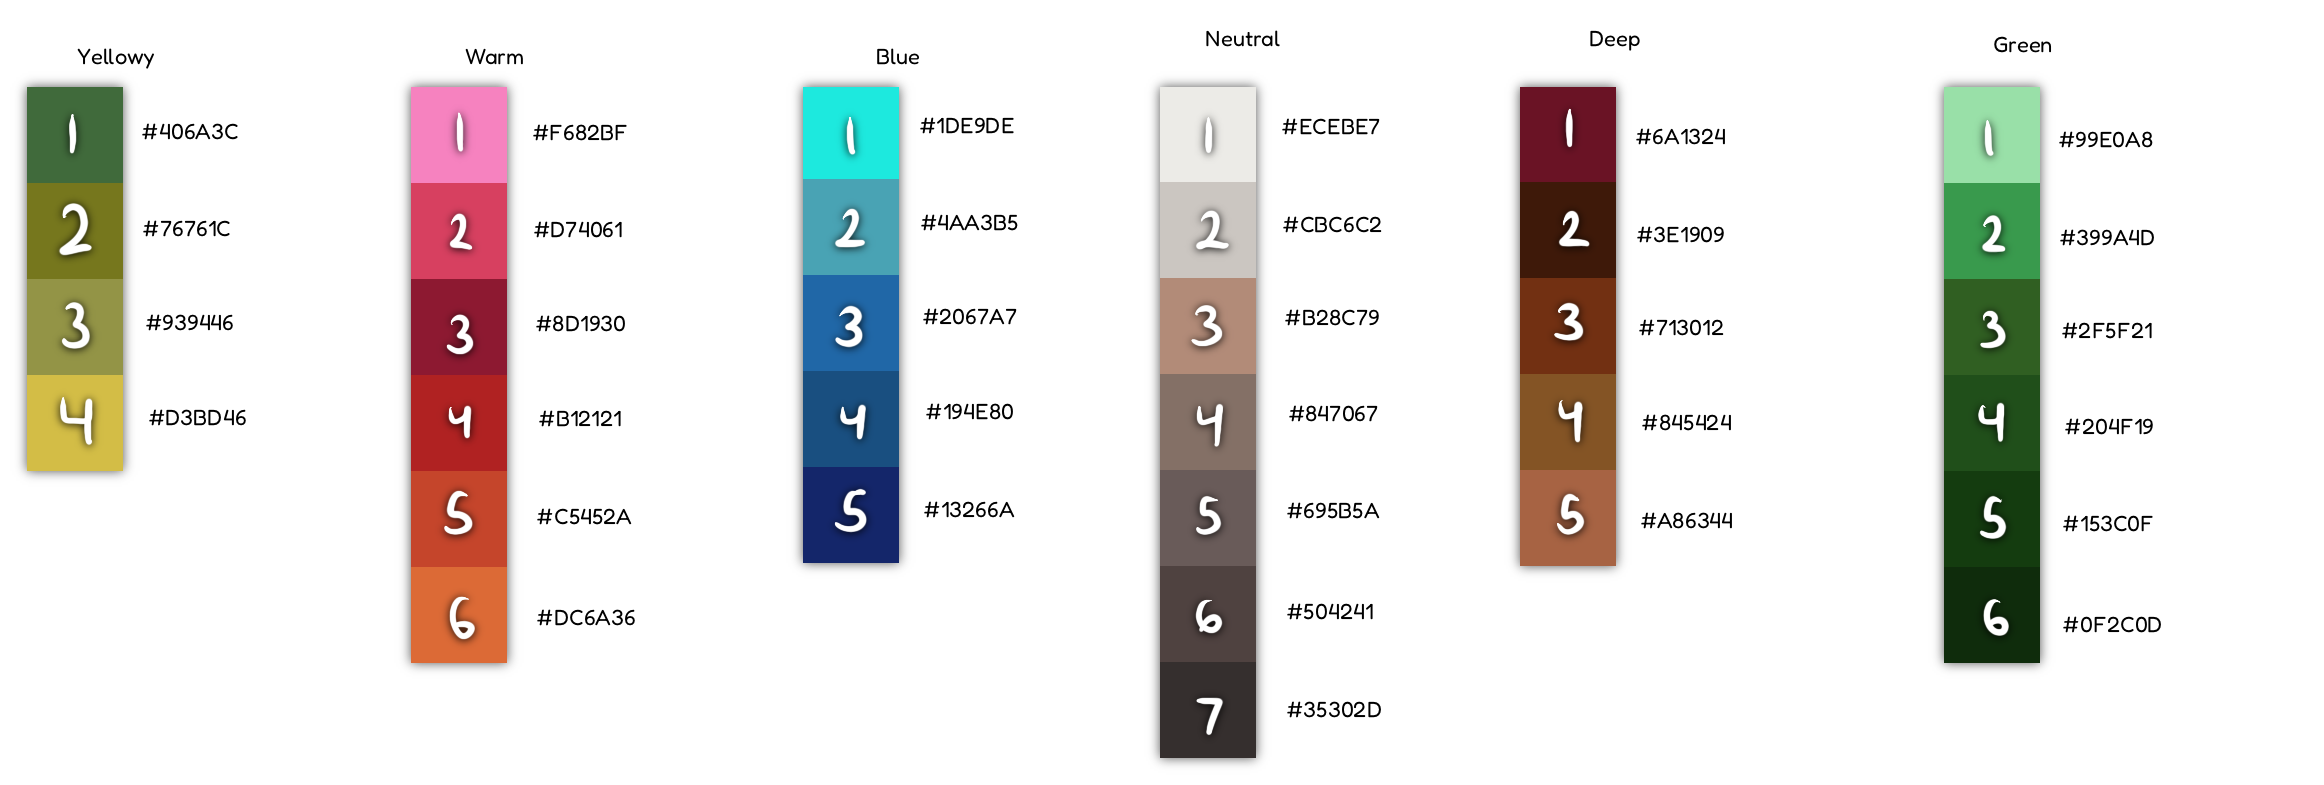 Yellowy
1 #406A3C
2 #76761C
3 #939446
4 #D3BD46
Warm
1 #F682BF
2 #D74061
3 #8D1930
4 #B12121
5 #C5452A
6 #DC6A36
Blue
1 #1DE9DE
2 #4AA3B5
3 #2067A7
4 #194E80
5 #13266A
Neutral
1 #ECEBE7
2 #CBC6C2
3 #B28C79
4 #847067
5 #695B5A
6 #504241
7 #35302D
Deep
1 #6A1324
2 #3E1909
3 #713012
4 #845424
5 #A86344
Green
1 #99E0A8
2 #399A4D
3 #2F5F21
4 #204F19
5 #153C0F
6 #0F2C0D